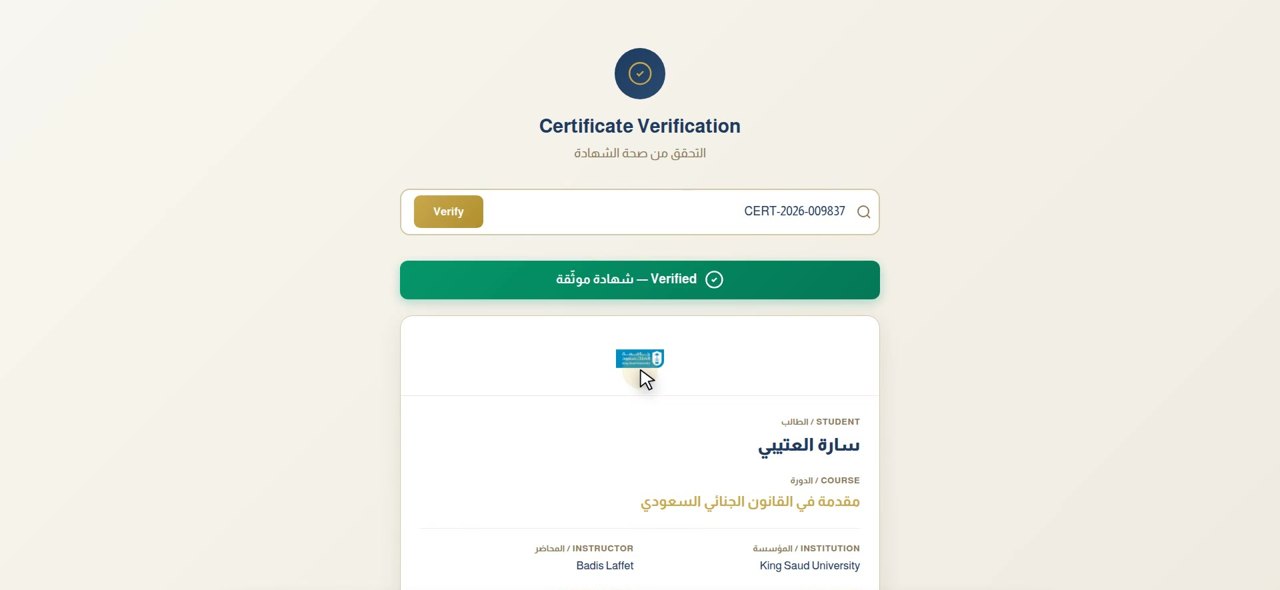 Certificate Verification
التحقق من صحة الشهادة
CERT-2026-009837
Verify
Verified — شهادة موثّقة
STUDENT / الطالب
سارة العتيبي
COURSE / الدورة
مقدمة في القانون الجنائي السعودي
INSTITUTION / المؤسسة
King Saud University
INSTRUCTOR / المحاضر
Badis Laffet